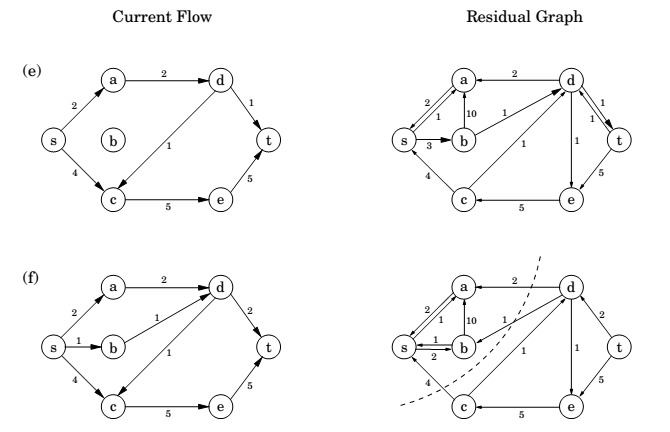 Current Flow Residual Graph
(e)
a 2 d a 2 d
2 1 2 1 10 1 1 1
s b t s 3 b 1 t
4 1 4 1 1 5
c 5 e 5 c 5 e
(f)
a 2 d a 2 d
2 1 2 2 1 10 1 2
s 1 b t s 1 2 b 1 t
4 1 5 4 1 5
c 5 e c 5 e